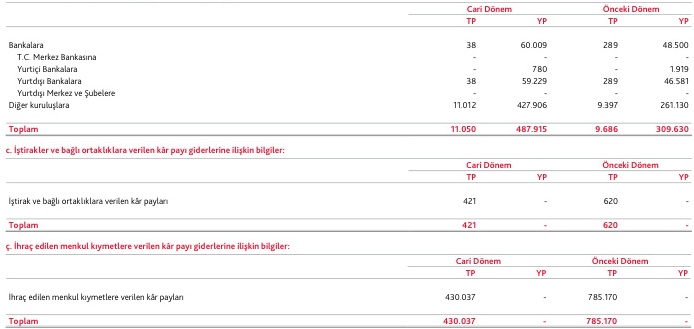 Cari Dönem Önceki Dönem
TP YP TP YP
Bankalara 38 60.009 289 48.500
T.C. Merkez Bankasına - - - -
Yurtiçi Bankalara - 780 - 1.919
Yurtdışı Bankalara 38 59.229 289 46.581
Yurtdışı Merkez ve Şubelere - - - -
Diğer kuruluşlara 11.012 427.906 9.397 261.130
Toplam 11.050 487.915 9.686 309.630
c. İştirakler ve bağlı ortaklıklara verilen kâr payı giderlerine ilişkin bilgiler:
Cari Dönem Önceki Dönem
TP YP TP YP
İştirak ve bağlı ortaklıklara verilen kâr payları 421 - 620 -
Toplam 421 - 620 -
ç. İhraç edilen menkul kıymetlere verilen kâr payı giderlerine ilişkin bilgiler:
Cari Dönem Önceki Dönem
TP YP TP YP
İhraç edilen menkul kıymetlere verilen kâr payları 430.037 - 785.170 -
Toplam 430.037 - 785.170 -